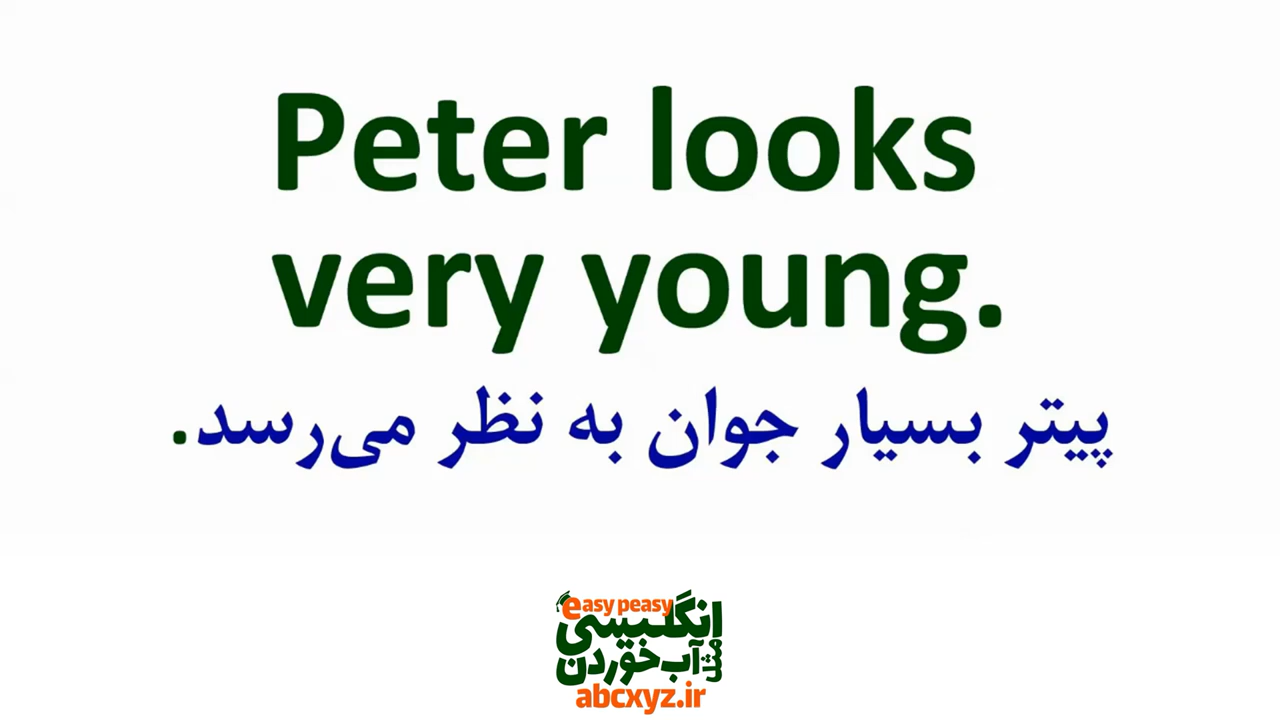 Peter looks
very young.
پیتر بسیار جوان به نظر می‌رسد.
easy peasy
انگلیسی
مثل آب خوردن
abcxyz.ir